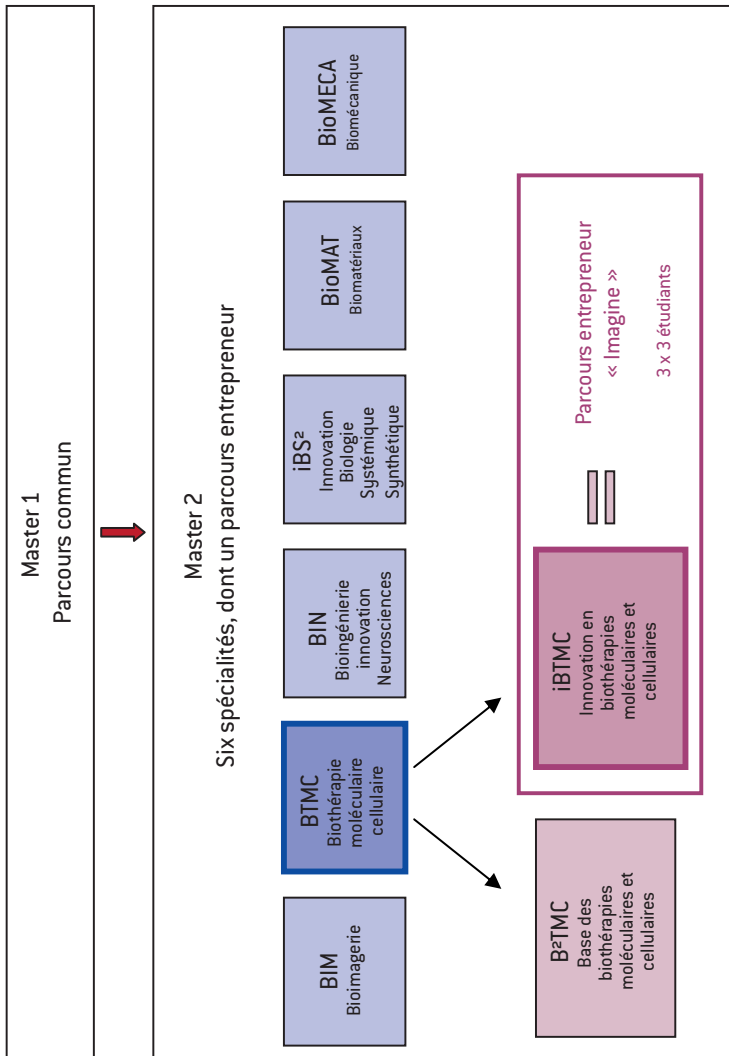 Master 1
Parcours commun
Master 2
Six spécialités, dont un parcours entrepreneur
BIM
Bioimagerie
BTMC
Biothérapie
moléculaire
cellulaire
BIN
Bioingénierie
innovation
Neurosciences
iBS²
Innovation
Biologie
Systémique
Synthétique
BioMAT
Biomatériaux
BioMECA
Biomécanique
B²TMC
Base des
biothérapies
moléculaires et
cellulaires
iBTMC
Innovation en
biothérapies
moléculaires et
cellulaires
Parcours entrepreneur
« Imagine »
3 x 3 étudiants